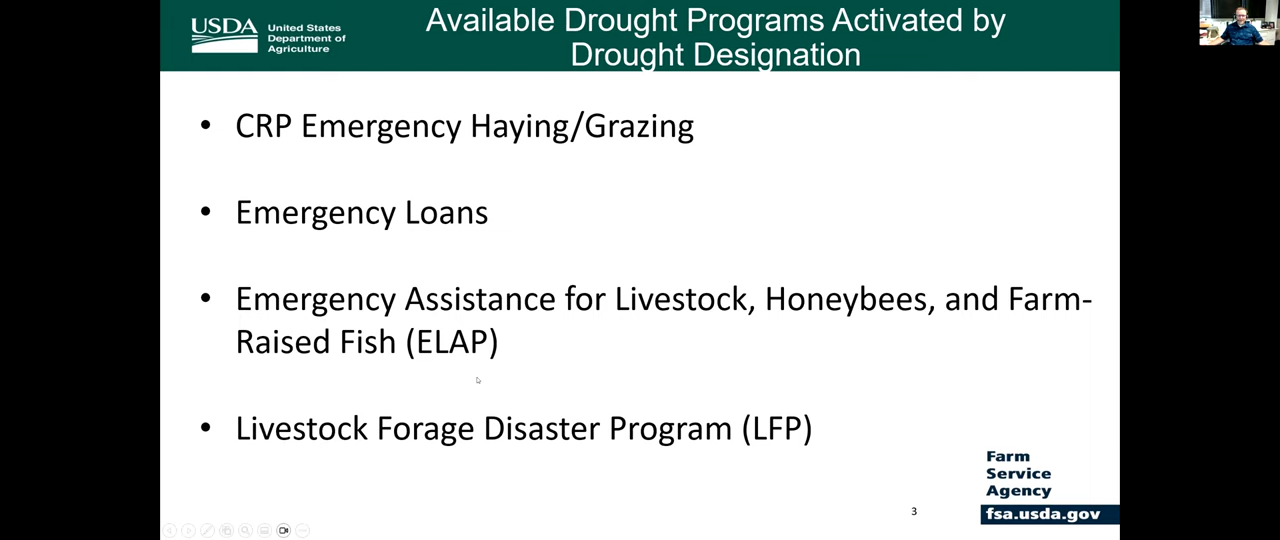 USDA
United States
Department of
Agriculture
Available Drought Programs Activated by
Drought Designation
• CRP Emergency Haying/Grazing
• Emergency Loans
• Emergency Assistance for Livestock, Honeybees, and Farm-
Raised Fish (ELAP)
• Livestock Forage Disaster Program (LFP)
Farm
Service
Agency
fsa.usda.gov
3